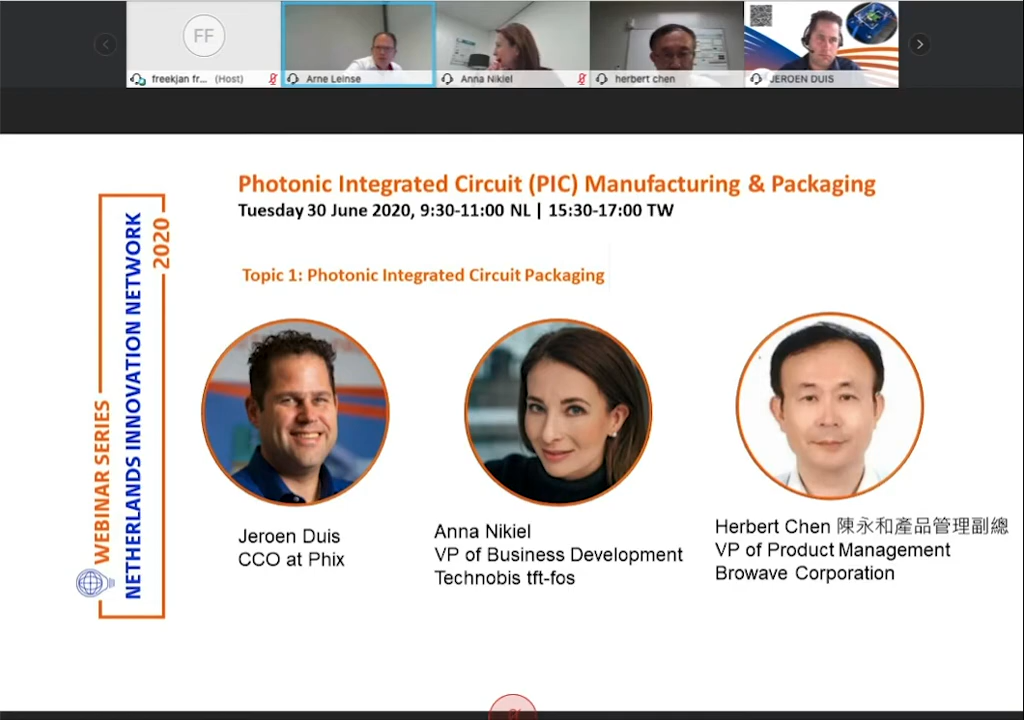 FF
freekjan fr... (Host)
Arne Leinse
Anna Nikiel
herbert chen
JEROEN DUIS
Photonic Integrated Circuit (PIC) Manufacturing & Packaging
Tuesday 30 June 2020, 9:30-11:00 NL | 15:30-17:00 TW
WEBINAR SERIES
NETHERLANDS INNOVATION NETWORK
2020
Topic 1: Photonic Integrated Circuit Packaging
Jeroen Duis
CCO at Phix
Anna Nikiel
VP of Business Development
Technobis tft-fos
Herbert Chen 陳永和產品管理副總
VP of Product Management
Browave Corporation